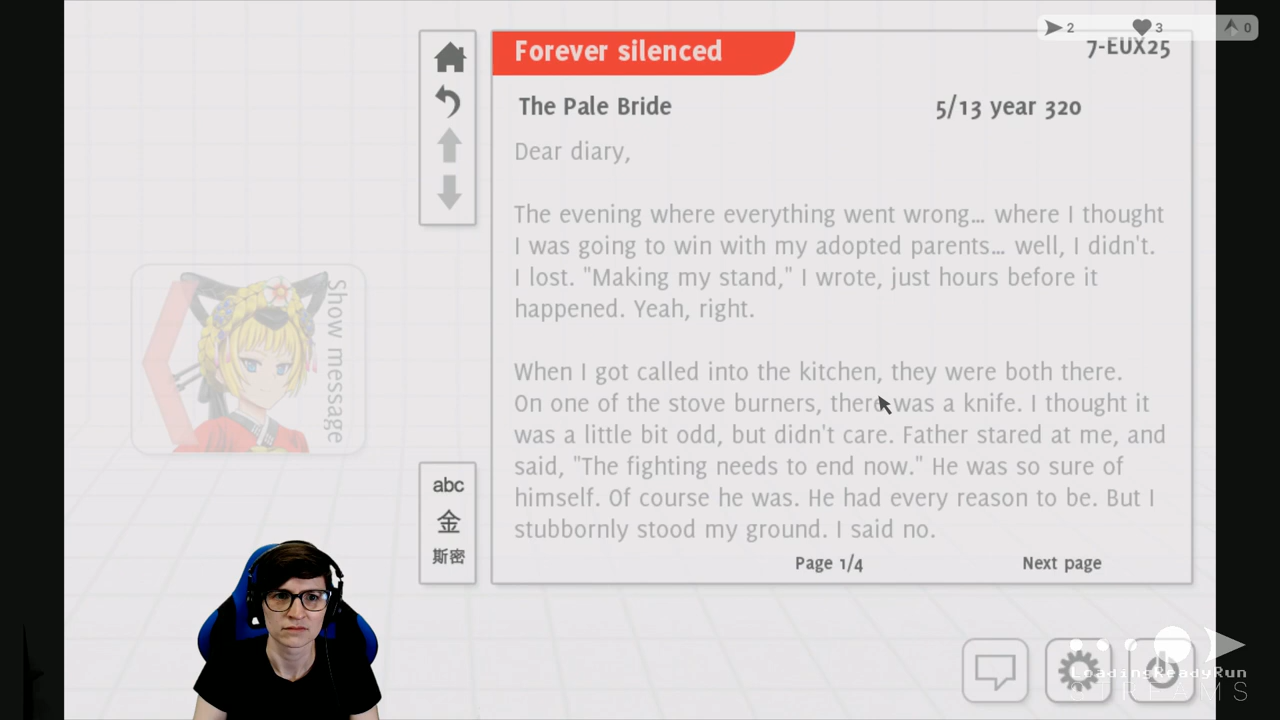 2
3
0
Forever silenced
7-EUX25
The Pale Bride
5/13 year 320
Dear diary,
The evening where everything went wrong... where I thought
I was going to win with my adopted parents... well, I didn't.
I lost. "Making my stand," I wrote, just hours before it
happened. Yeah, right.
When I got called into the kitchen, they were both there.
On one of the stove burners, there was a knife. I thought it
was a little bit odd, but didn't care. Father stared at me, and
said, "The fighting needs to end now." He was so sure of
himself. Of course he was. He had every reason to be. But I
stubbornly stood my ground. I said no.
Page 1/4
Next page
Show message
abc
金
斯密
LoadingReadyRun
STREAMS